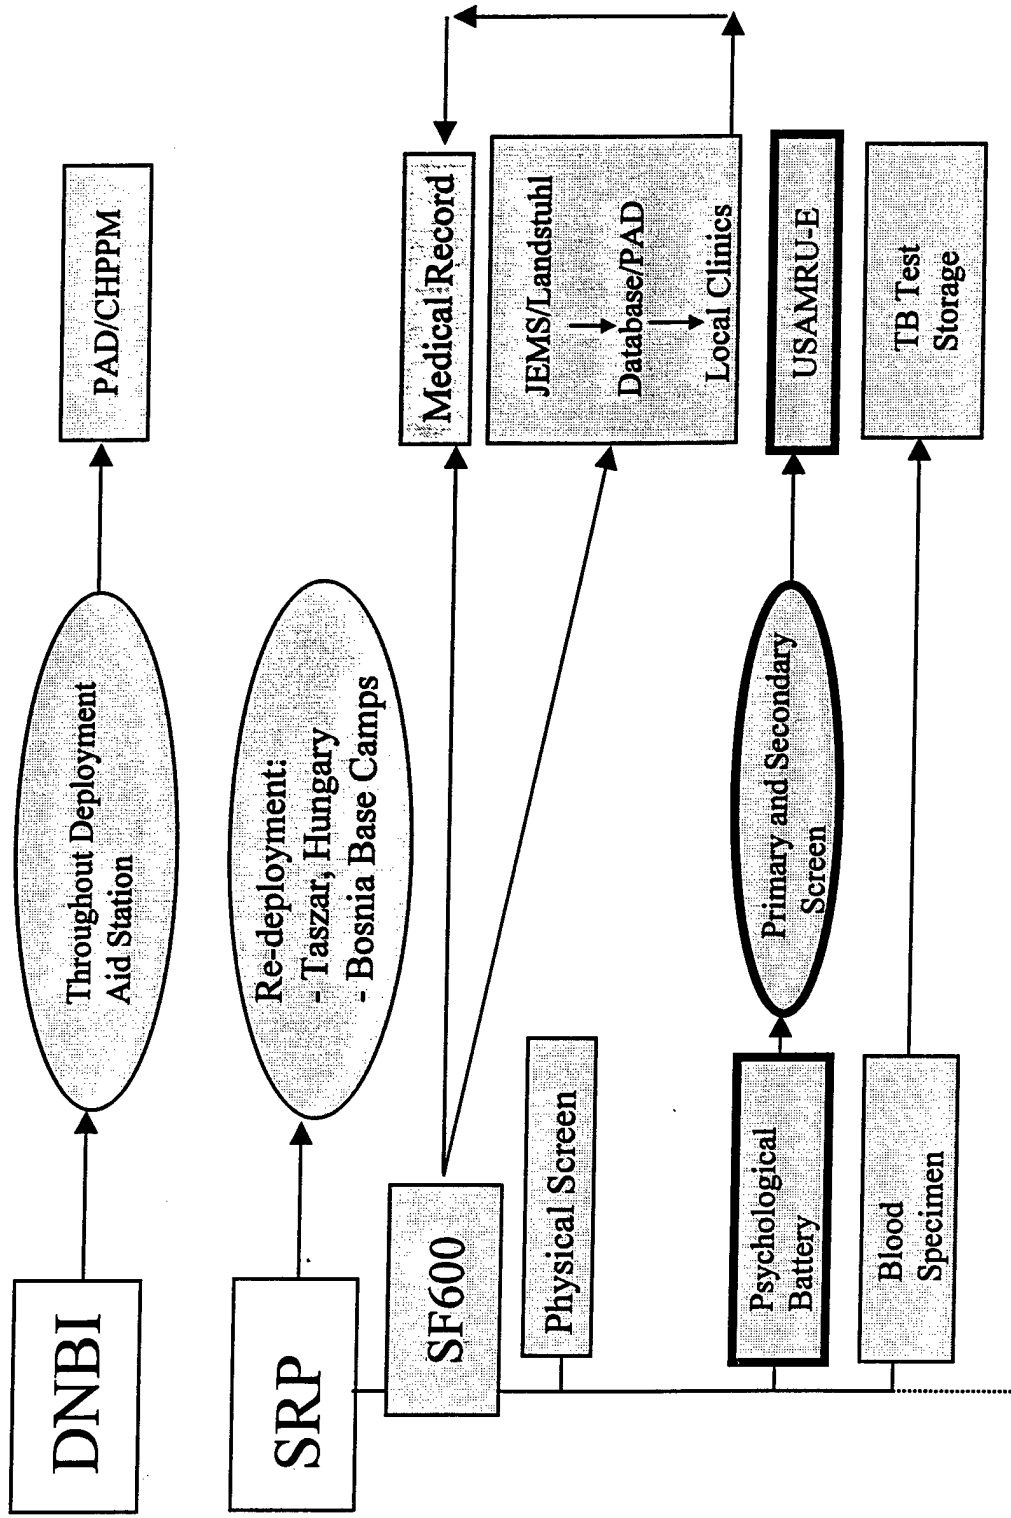 DNBI
Throughout Deployment
Aid Station
PAD/CHPPM
SRP
Re-deployment:
- Taszar, Hungary
- Bosnia Base Camps
SF600
Medical Record
JEMS/Landstuhl
Database/PAD
Local Clinics
Physical Screen
Psychological
Battery
Primary and Secondary
Screen
USAMRU-E
Blood
Specimen
TB Test
Storage